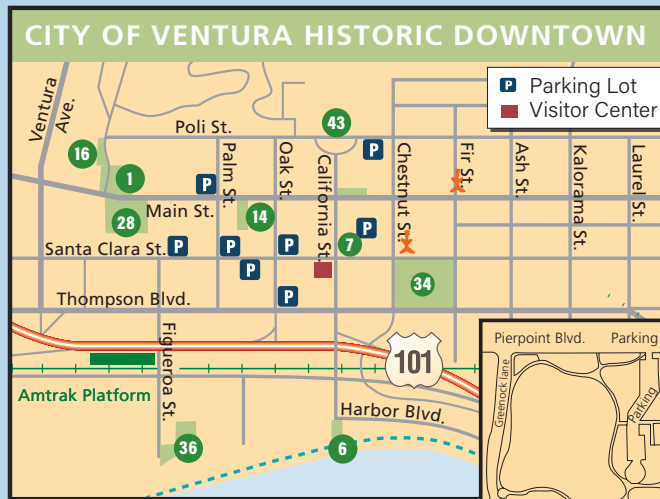 CITY OF VENTURA HISTORIC DOWNTOWN
P Parking Lot
Visitor Center
Ventura
Ave.
Poli St.
43
P
16
1
P
Palm St.
Oak St.
California St.
Chestnut St.
Fir St.
Ash St.
Kalorama St.
Laurel St.
28
Main St.
14
P
7
Santa Clara St.
P
P
P
P
34
P
Thompson Blvd.
Figueroa St.
101
Amtrak Platform
Harbor Blvd.
36
6
Pierpoint Blvd.
Parking
Greenock lane
Parking